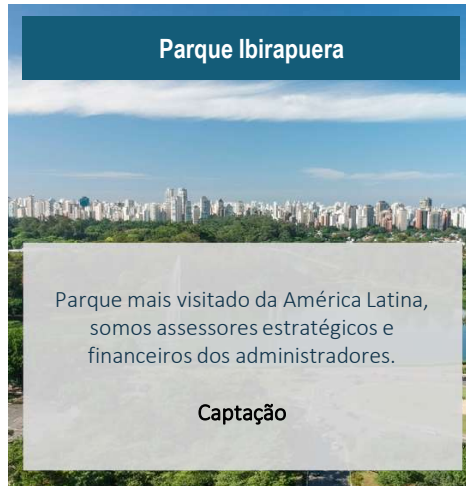 Parque Ibirapuera
Parque mais visitado da América Latina,
somos assessores estratégicos e
financeiros dos administradores.
Captação